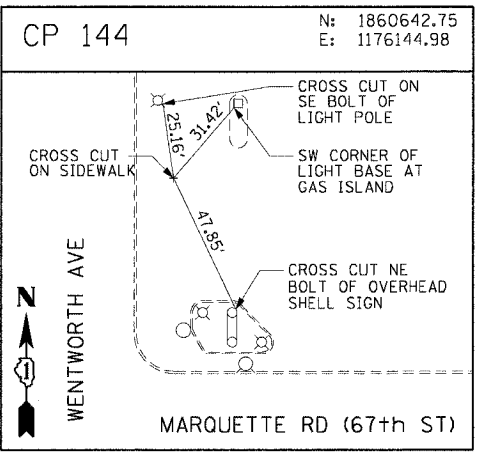 CP 144
N: 1860642.75
E: 1176144.98
CROSS CUT ON
SE BOLT OF
LIGHT POLE
25.16'
31.42'
CROSS CUT
ON SIDEWALK
SW CORNER OF
LIGHT BASE AT
GAS ISLAND
47.85'
CROSS CUT NE
BOLT OF OVERHEAD
SHELL SIGN
WENTWORTH AVE
N
1
MARQUETTE RD (67th ST)